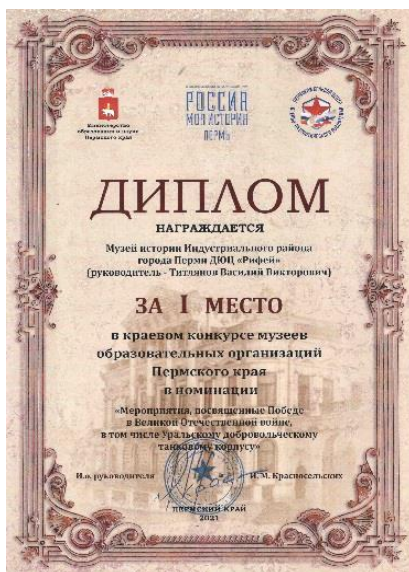 Министерство
образования и науки
Пермского края
РОССИЯ
МОЯ ИСТОРИЯ
ПЕРМЬ
ДИПЛОМ
НАГРАЖДАЕТСЯ
Музей истории Индустриального района
города Перми ДЮЦ «Рифей»
(руководитель - Титлянов Василий Викторович)
ЗА I МЕСТО
в краевом конкурсе музеев
образовательных организаций
Пермского края
в номинации
«Мероприятия, посвященные Победе
в Великой Отечественной войне,
в том числе Уральскому добровольческому
танковому корпусу»
И.о. руководителя И.М. Красносельских
ПЕРМСКИЙ КРАЙ
2021